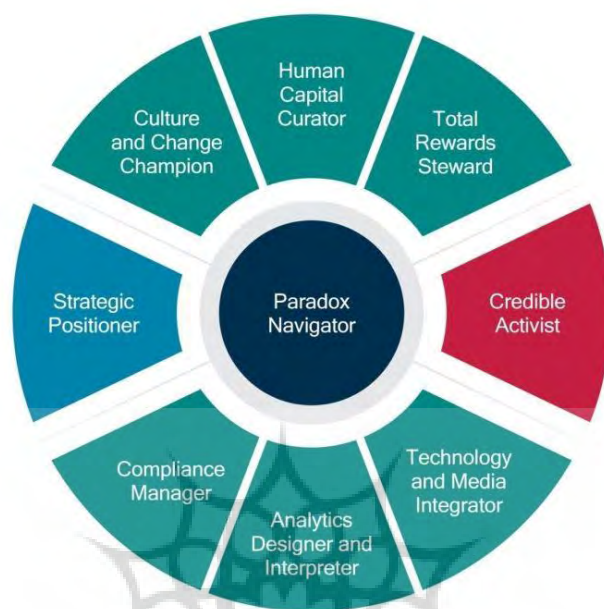 Human
Capital
Curator
Culture
and Change
Champion
Total
Rewards
Steward
Strategic
Positioner
Paradox
Navigator
Credible
Activist
Compliance
Manager
Technology
and Media
Integrator
Analytics
Designer and
Interpreter